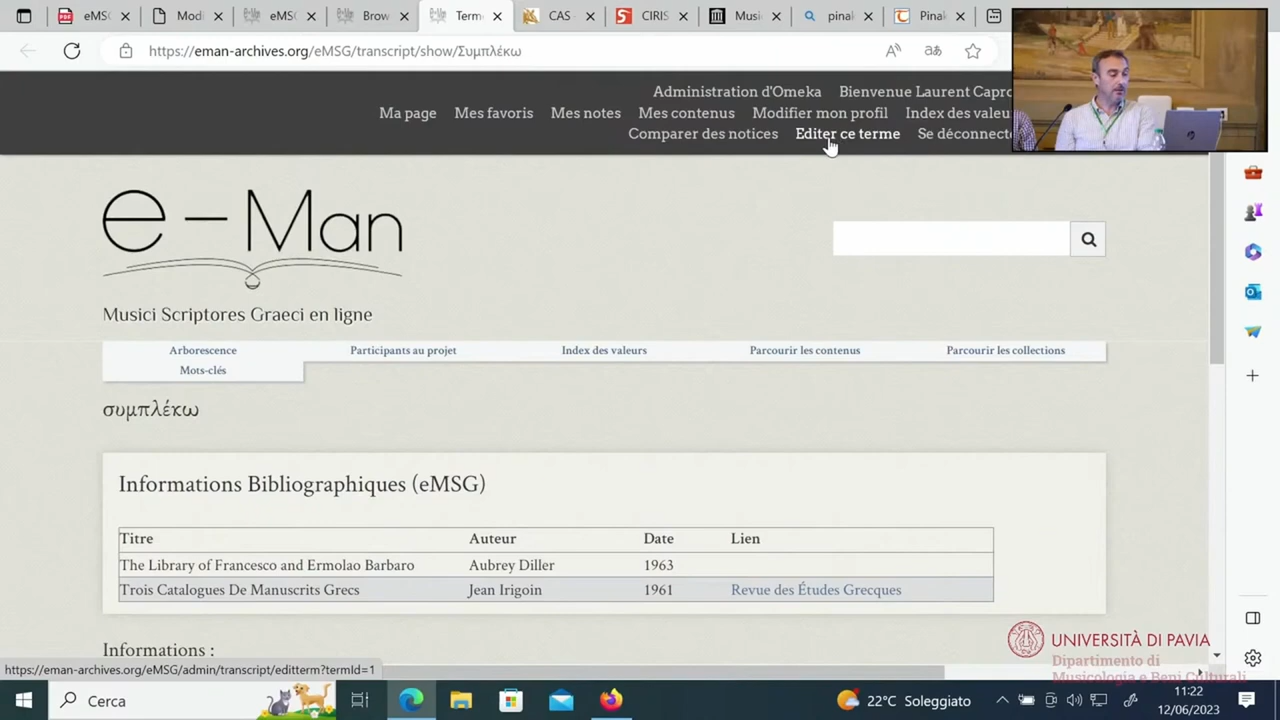 eMSC
Modi
eMS
Brow
Term
CAS
CIRIS
Mus
pinal
Pinal
https://eman-archives.org/eMSG/transcript/show/Συμπλέκω
Administration d'Omeka Bienvenue Laurent Capro
Ma page Mes favoris Mes notes Mes contenus Modifier mon profil Index des valeu
Comparer des notices Editer ce terme Se déconnect
e-Man
Musici Scriptores Graeci en ligne
Arborescence Participants au projet Index des valeurs Parcourir les contenus Parcourir les collections
Mots-clés
συμπλέκω
Informations Bibliographiques (eMSG)
Titre Auteur Date Lien
The Library of Francesco and Ermolao Barbaro Aubrey Diller 1963
Trois Catalogues De Manuscrits Grecs Jean Irigoin 1961 Revue des Études Grecques
Informations :
https://eman-archives.org/eMSG/admin/transcript/editterm?termId=1
UNIVERSITÀ DI PAVIA
Dipartimento di
Musicologia e Beni Culturali
Cerca
22°C Soleggiato
11:22
12/06/2023